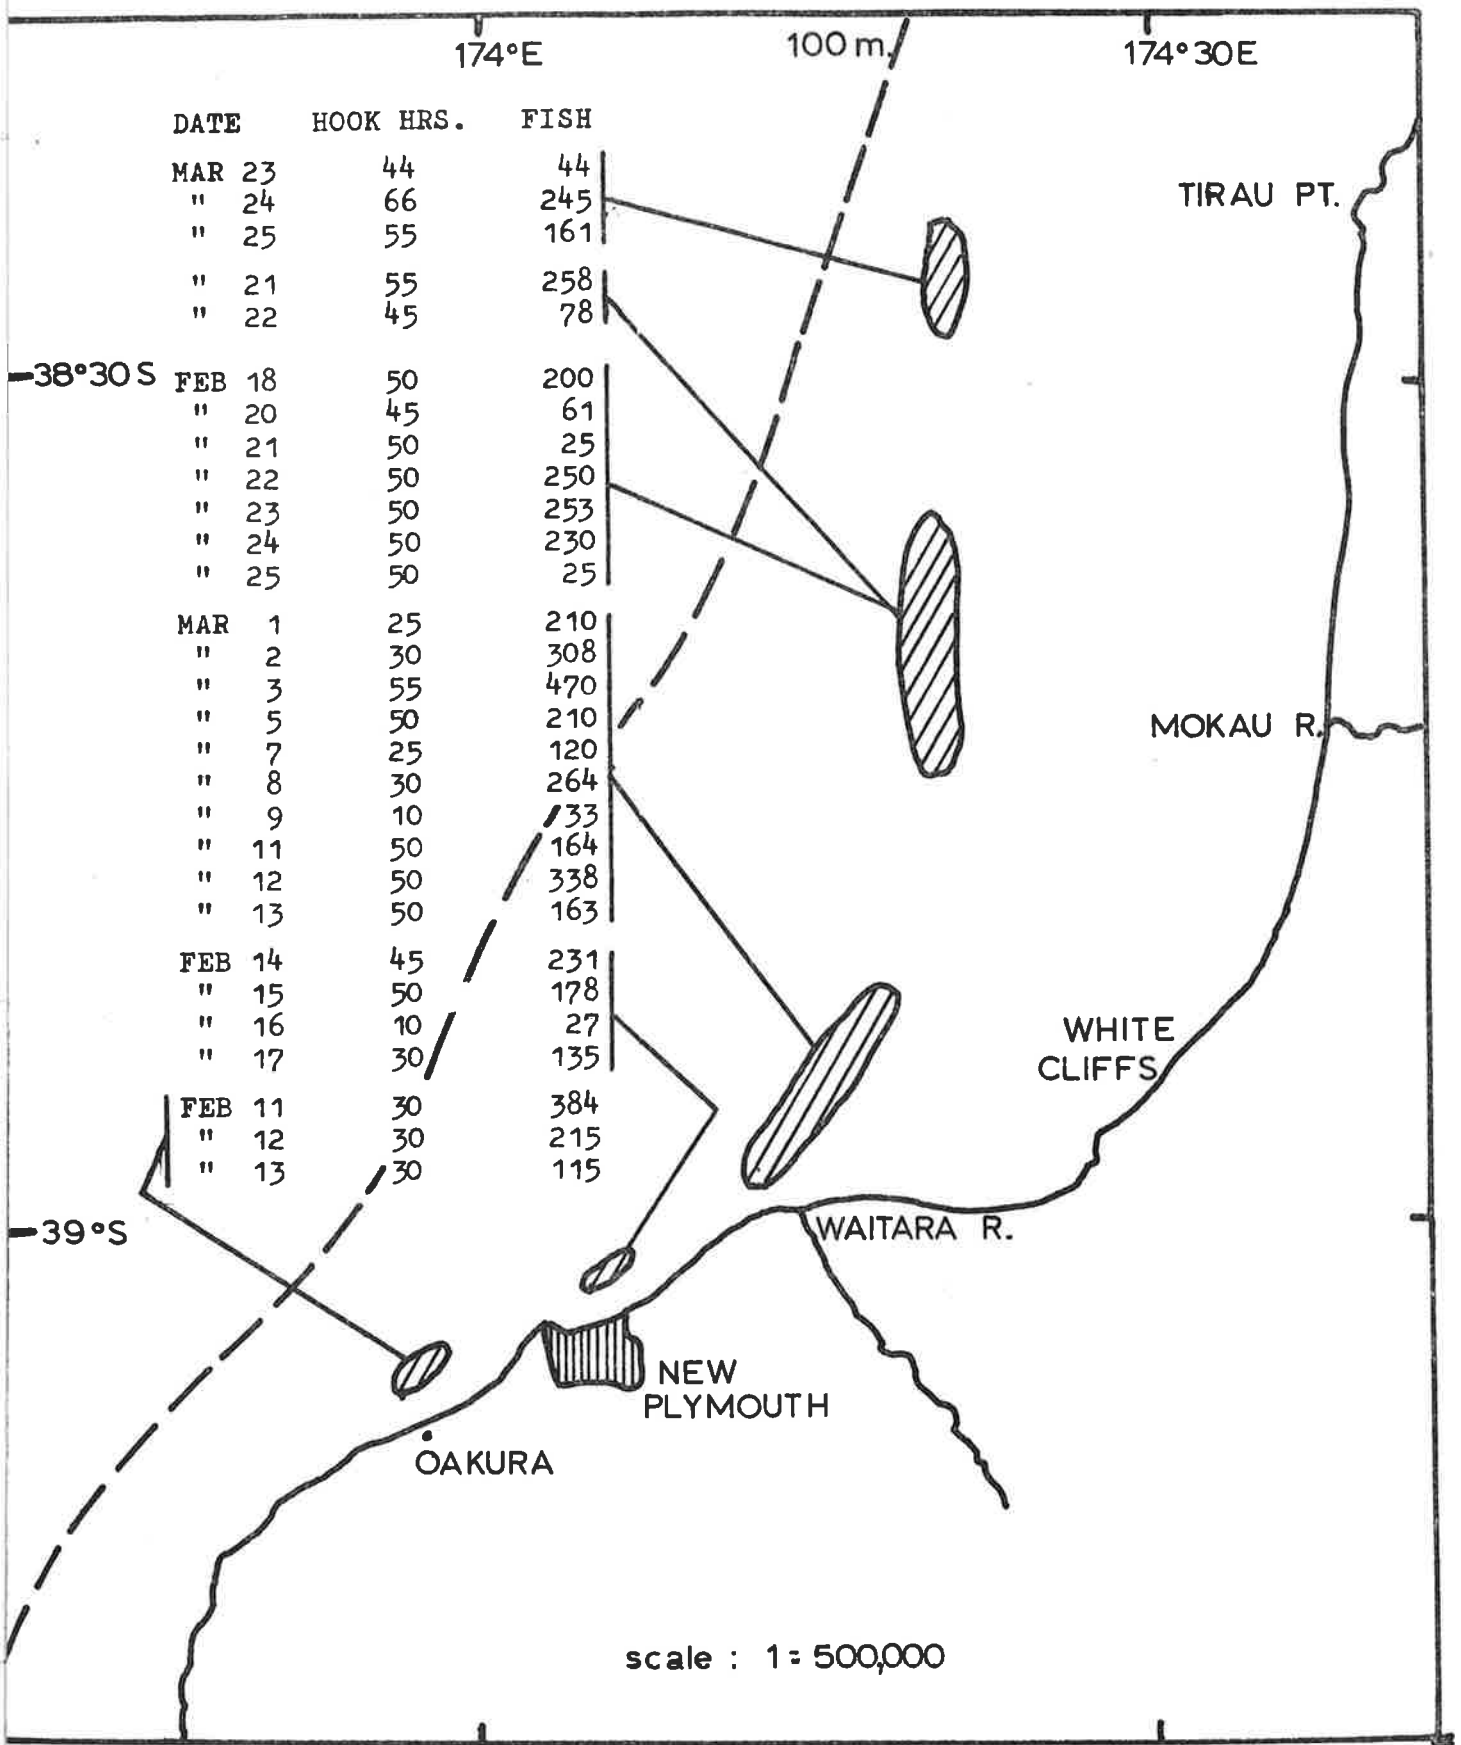 174°E 100 m. 174°30E
DATE HOOK HRS. FISH
MAR 23 44 44
" 24 66 245
" 25 55 161
" 21 55 258
" 22 45 78
TIRAU PT.
38°30S
FEB 18 50 200
" 20 45 61
" 21 50 25
" 22 50 250
" 23 50 253
" 24 50 230
" 25 50 25
MAR 1 25 210
" 2 30 308
" 3 55 470
" 5 50 210
" 7 25 120
" 8 30 264
" 9 10 33
" 11 50 164
" 12 50 338
" 13 50 163
MOKAU R.
FEB 14 45 231
" 15 50 178
" 16 10 27
" 17 30 135
WHITE
CLIFFS
FEB 11 30 384
" 12 30 215
" 13 30 115
39°S
WAITARA R.
NEW
PLYMOUTH
OAKURA
scale : 1 = 500,000